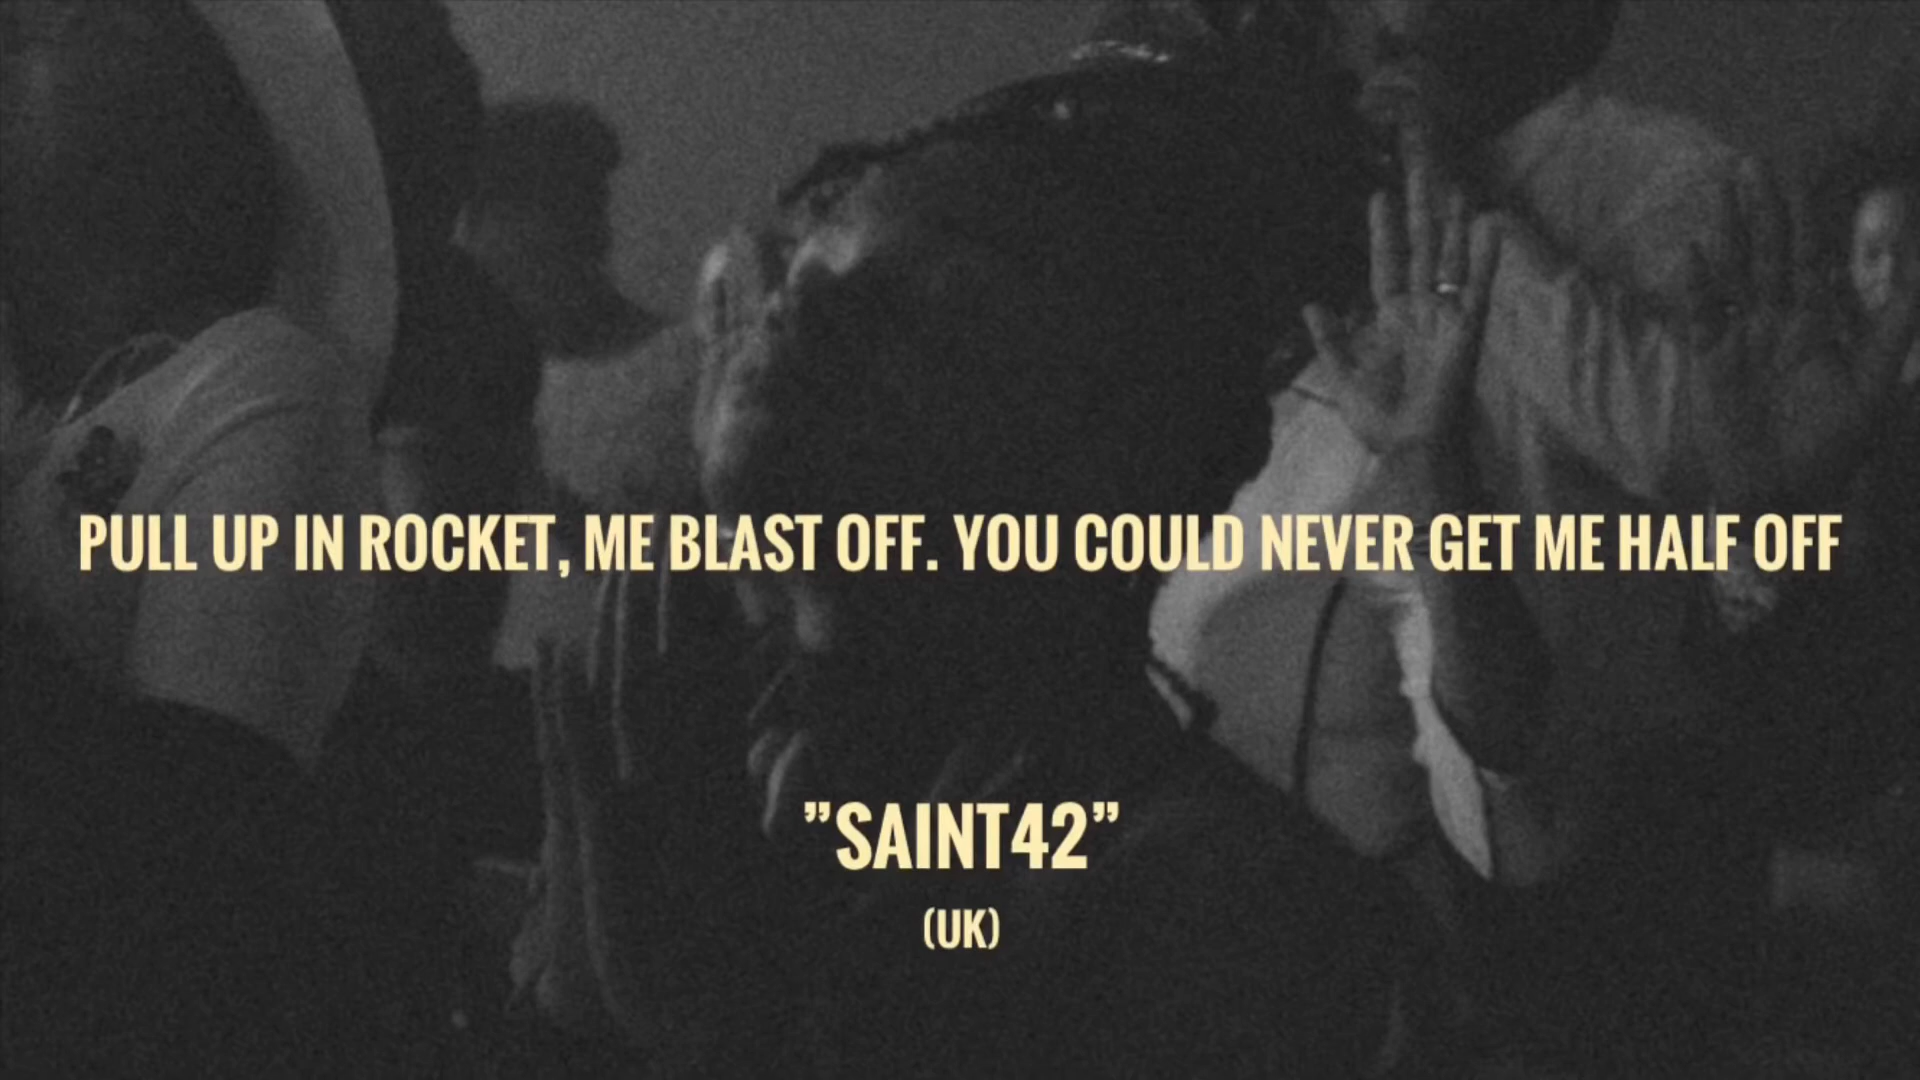 PULL UP IN ROCKET, ME BLAST OFF. YOU COULD NEVER GET ME HALF OFF
”SAINT42”
(UK)